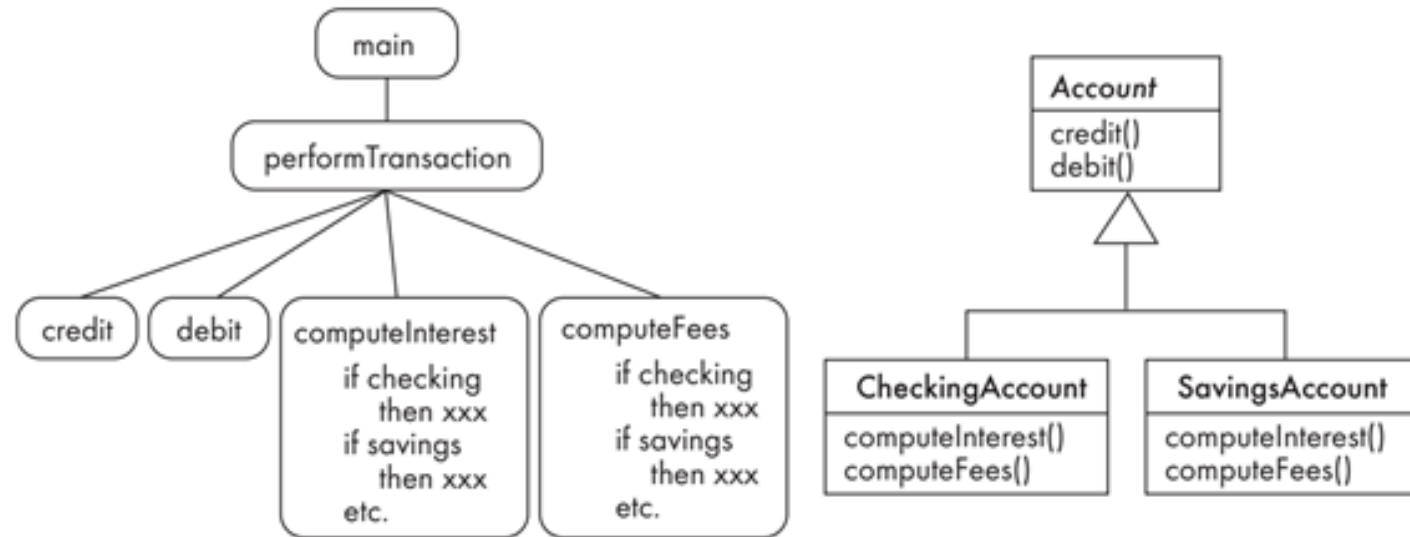 main
performTransaction
credit
debit
computeInterest
if checking
then xxx
if savings
then xxx
etc.
computeFees
if checking
then xxx
if savings
then xxx
etc.
Account
credit()
debit()
CheckingAccount
computeInterest()
computeFees()
SavingsAccount
computeInterest()
computeFees()